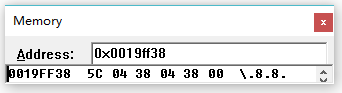 Memory
Address: 0x0019ff38
0019FF38 5C 04 38 04 38 00 \.8.8.